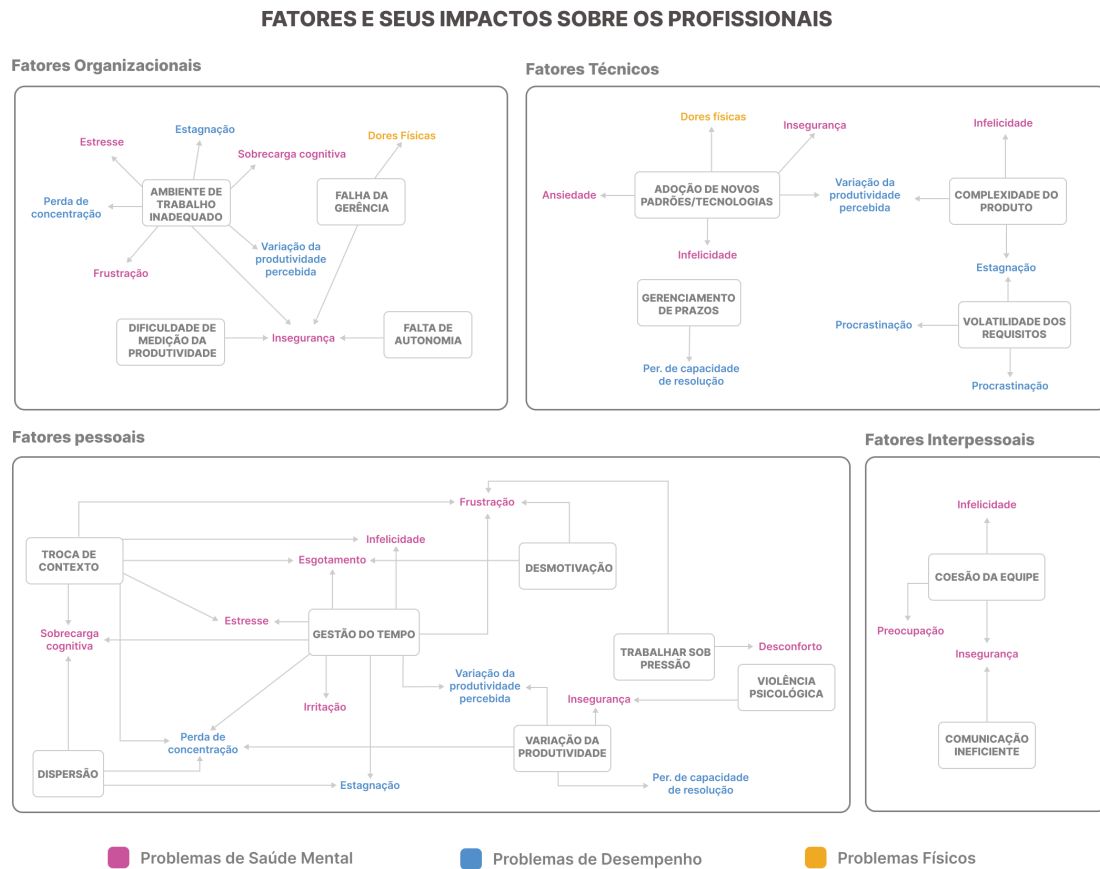 FATORES E SEUS IMPACTOS SOBRE OS PROFISSIONAIS
Fatores Organizacionais
Estresse
Estagnação
Sobrecarga cognitiva
Dores Físicas
AMBIENTE DE
TRABALHO
INADEQUADO
FALHA DA
GERÊNCIA
Perda de
concentração
Frustração
Variação da
produtividade
percebida
DIFICULDADE DE
MEDIÇÃO DA
PRODUTIVIDADE
Insegurança
FALTA DE
AUTONOMIA
Fatores Técnicos
Dores físicas
Insegurança
Infelicidade
Ansiedade
ADOÇÃO DE NOVOS
PADRÕES/TECNOLOGIAS
Variação da
produtividade
percebida
COMPLEXIDADE DO
PRODUTO
Infelicidade
Estagnação
GERENCIAMENTO
DE PRAZOS
Procrastinação
VOLATILIDADE DOS
REQUISITOS
Per. de capacidade
de resolução
Procrastinação
Fatores pessoais
Frustração
Infelicidade
TROCA DE
CONTEXTO
Esgotamento
DESMOTIVAÇÃO
Estresse
GESTÃO DO TEMPO
Sobrecarga
cognitiva
TRABALHAR SOB
PRESSÃO
Desconforto
Variação da
produtividade
percebida
VIOLÊNCIA
PSICOLÓGICA
Insegurança
Irritação
Perda de
concentração
VARIAÇÃO DA
PRODUTIVIDADE
DISPERSÃO
Estagnação
Per. de capacidade
de resolução
Fatores Interpessoais
Infelicidade
COESÃO DA EQUIPE
Preocupação
Insegurança
COMUNICAÇÃO
INEFICIENTE
Problemas de Saúde Mental
Problemas de Desempenho
Problemas Físicos